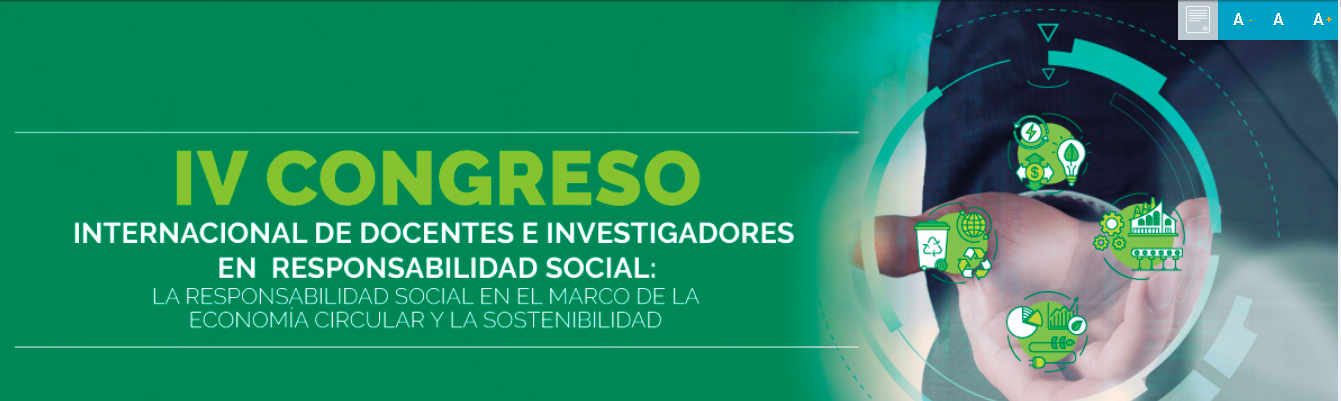 A- A A+
IV CONGRESO
INTERNACIONAL DE DOCENTES E INVESTIGADORES
EN RESPONSABILIDAD SOCIAL:
LA RESPONSABILIDAD SOCIAL EN EL MARCO DE LA
ECONOMÍA CIRCULAR Y LA SOSTENIBILIDAD
$